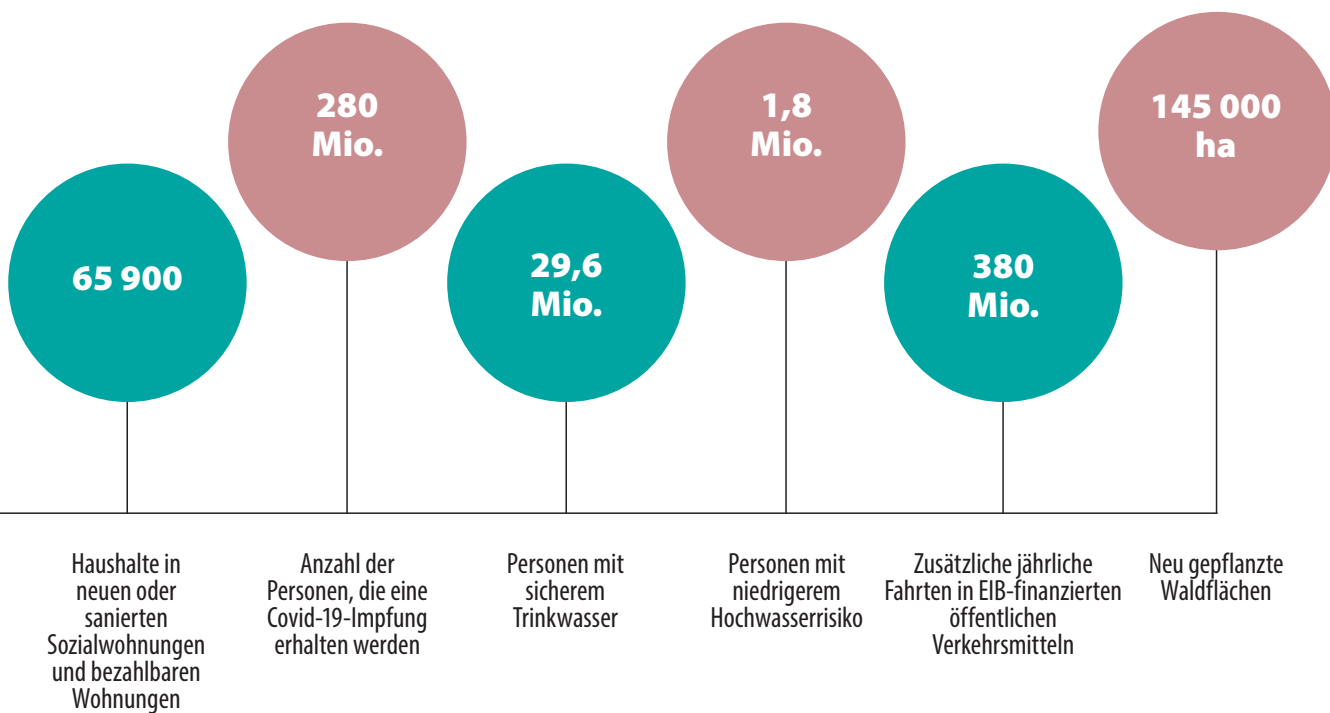 65 900
Haushalte in
neuen oder
sanierten
Sozialwohnungen
und bezahlbaren
Wohnungen
280
Mio.
Anzahl der
Personen, die eine
Covid-19-Impfung
erhalten werden
29,6
Mio.
Personen mit
sicherem
Trinkwasser
1,8
Mio.
Personen mit
niedrigerem
Hochwasserrisiko
380
Mio.
Zusätzliche jährliche
Fahrten in EIB-finanzierten
öffentlichen
Verkehrsmitteln
145 000
ha
Neu gepflanzte
Waldflächen